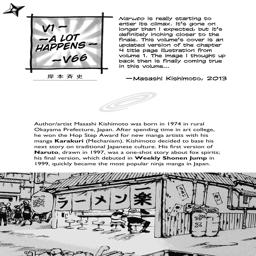 V1—
—A LOT
HAPPENS—
—V66
岸本斉史
Naruto is really starting to
enter its climax. It's gone on
longer than I expected, but it's
definitely inching closer to the
finale. This volume's cover is an
updated version of the chapter
4 title page illustration from
volume 1. The image I thought up
back then is finally coming true
in this volume...
—Masashi Kishimoto, 2013
Author/artist Masashi Kishimoto was born in 1974 in rural
Okayama Prefecture, Japan. After spending time in art college,
he won the Hop Step Award for new manga artists with his
manga Karakuri (Mechanism). Kishimoto decided to base his
next story on traditional Japanese culture. His first version of
Naruto, drawn in 1997, was a one-shot story about fox spirits;
his final version, which debuted in Weekly Shonen Jump in
1999, quickly became the most popular ninja manga in Japan.
ラーメン楽